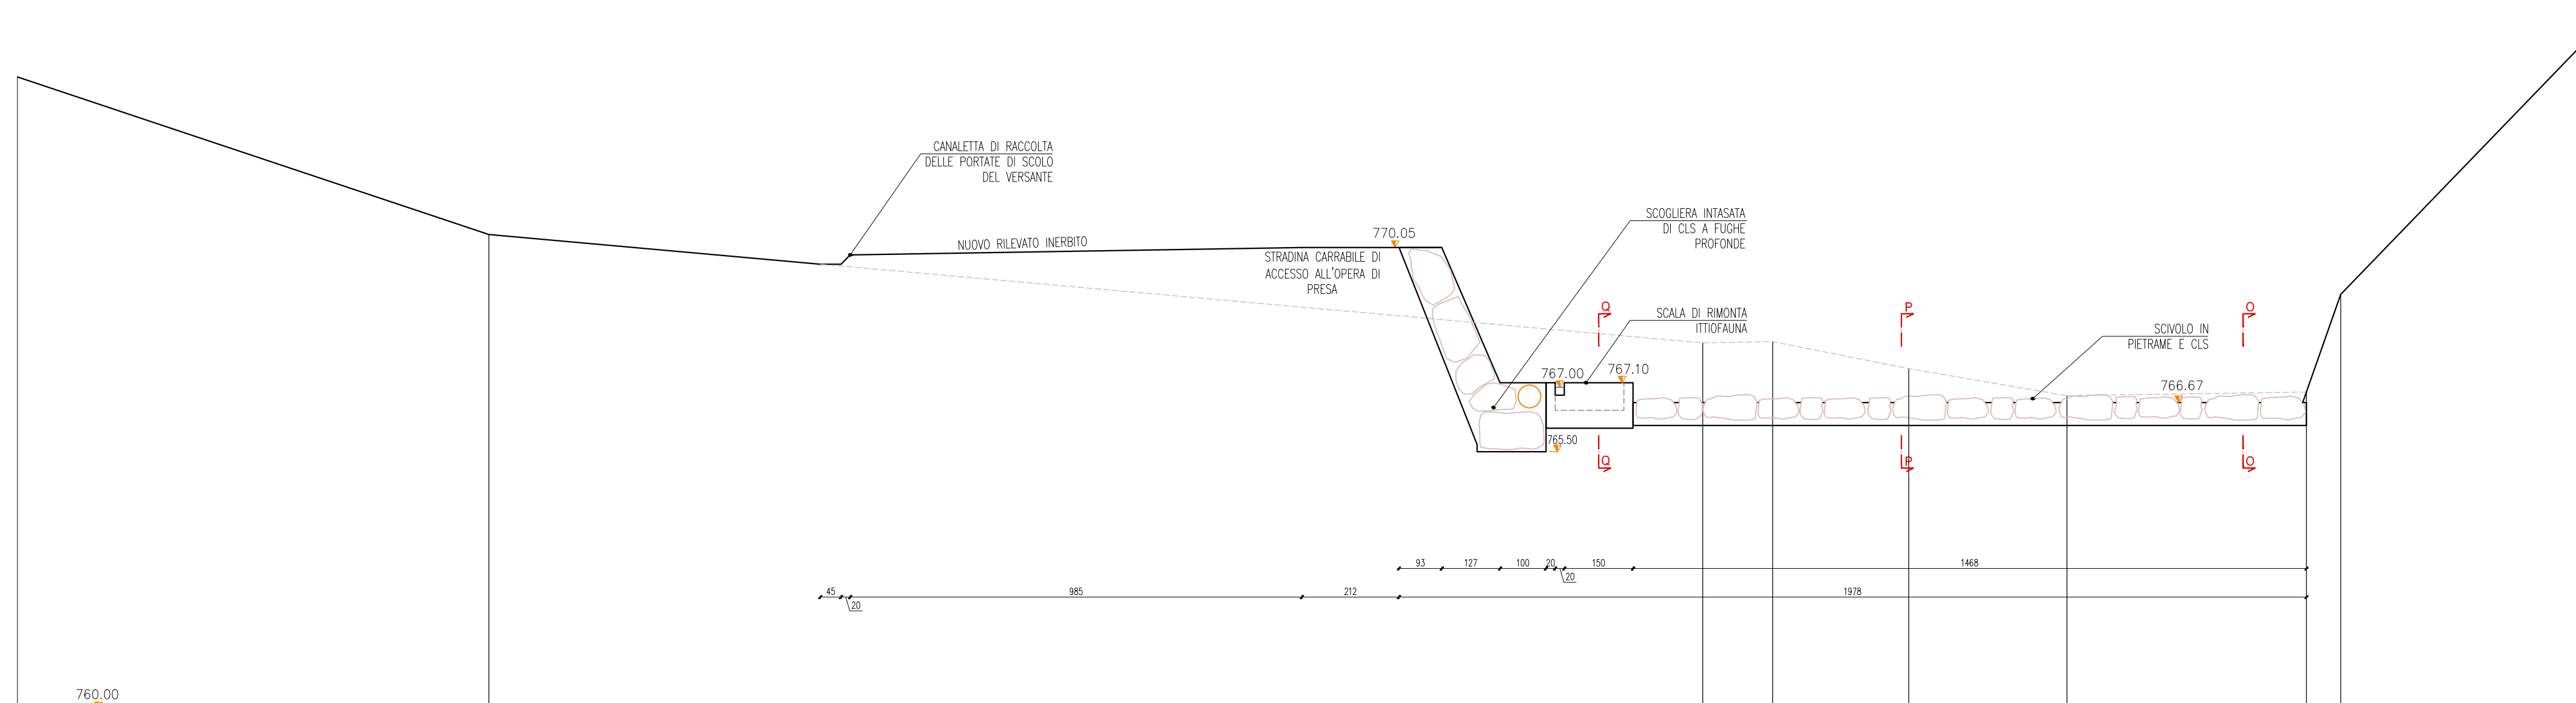 CANALETTA DI RACCOLTA
DELLE PORTATE DI SCOLO
DEL VERSANTE
NUOVO RILEVATO INERBITO
770.05
STRADINA CARRABILE DI
ACCESSO ALL'OPERA DI
PRESA
SCOGLIERA INTASATA
DI CLS A FUGHE
PROFONDE
SCALA DI RIMONTA
ITTIOFAUNA
Q
P
O
SCIVOLO IN
PIETRAME E CLS
767.00
767.10
766.67
765.50
Q
P
O
93
127
100
20
20
150
1468
45
20
985
212
1978
760.00